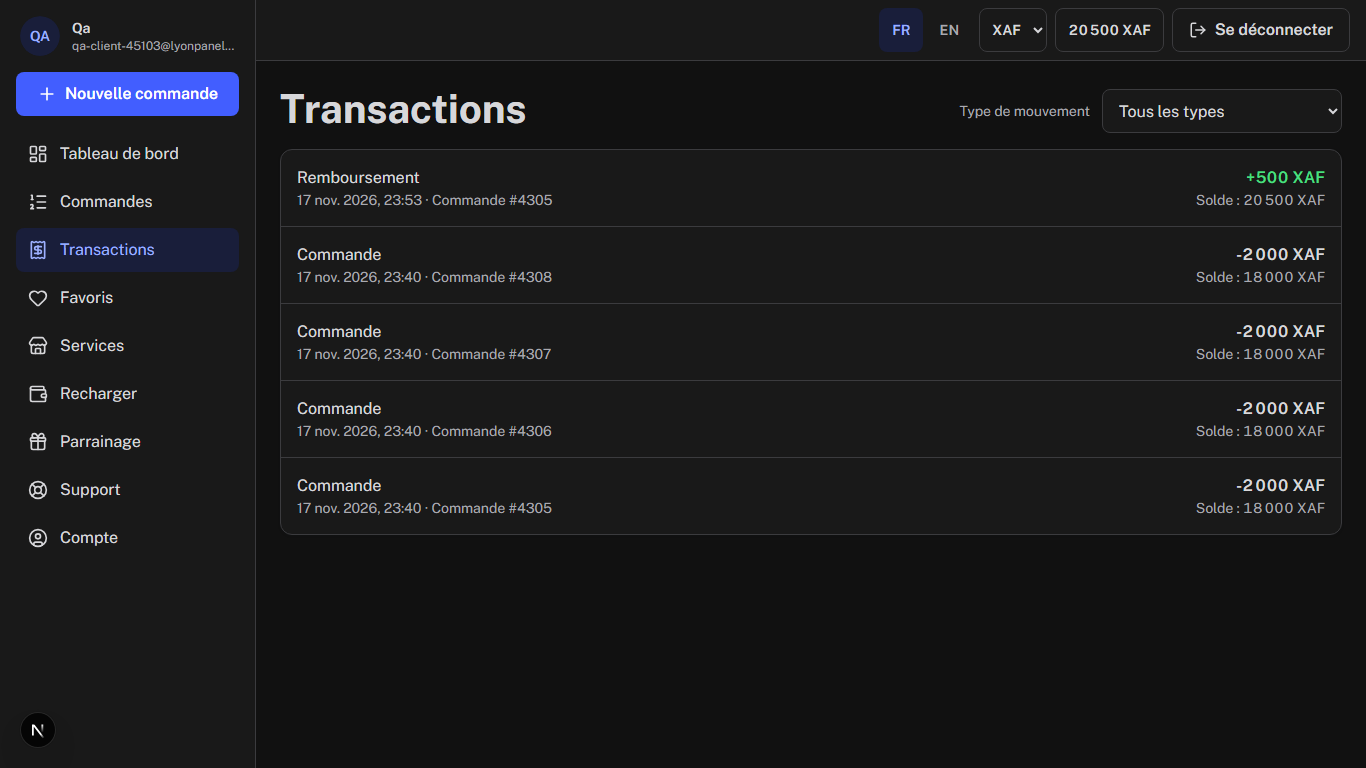 QA
Qa
qa-client-45103@lyonpanel...
Nouvelle commande
Tableau de bord
Commandes
Transactions
Favoris
Services
Recharger
Parrainage
Support
Compte
N
FR
EN
XAF
20 500 XAF
Se déconnecter
Transactions
Type de mouvement
Tous les types
Remboursement
+500 XAF
17 nov. 2026, 23:53 · Commande #4305
Solde : 20 500 XAF
Commande
-2 000 XAF
17 nov. 2026, 23:40 · Commande #4308
Solde : 18 000 XAF
Commande
-2 000 XAF
17 nov. 2026, 23:40 · Commande #4307
Solde : 18 000 XAF
Commande
-2 000 XAF
17 nov. 2026, 23:40 · Commande #4306
Solde : 18 000 XAF
Commande
-2 000 XAF
17 nov. 2026, 23:40 · Commande #4305
Solde : 18 000 XAF